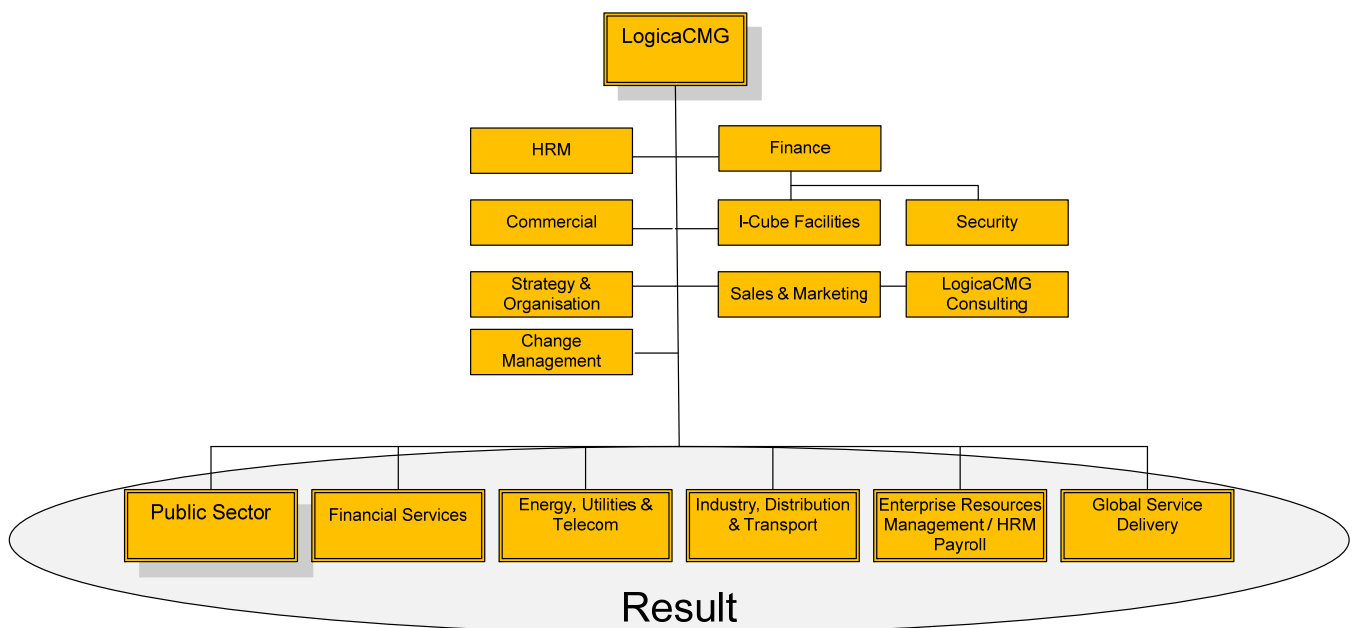 LogicaCMG
HRM
Finance
Commercial
I-Cube Facilities
Security
Strategy &
Organisation
Sales & Marketing
LogicaCMG
Consulting
Change
Management
Public Sector
Financial Services
Energy, Utilities &
Telecom
Industry, Distribution
& Transport
Enterprise Resources
Management / HRM
Payroll
Global Service
Delivery
Result